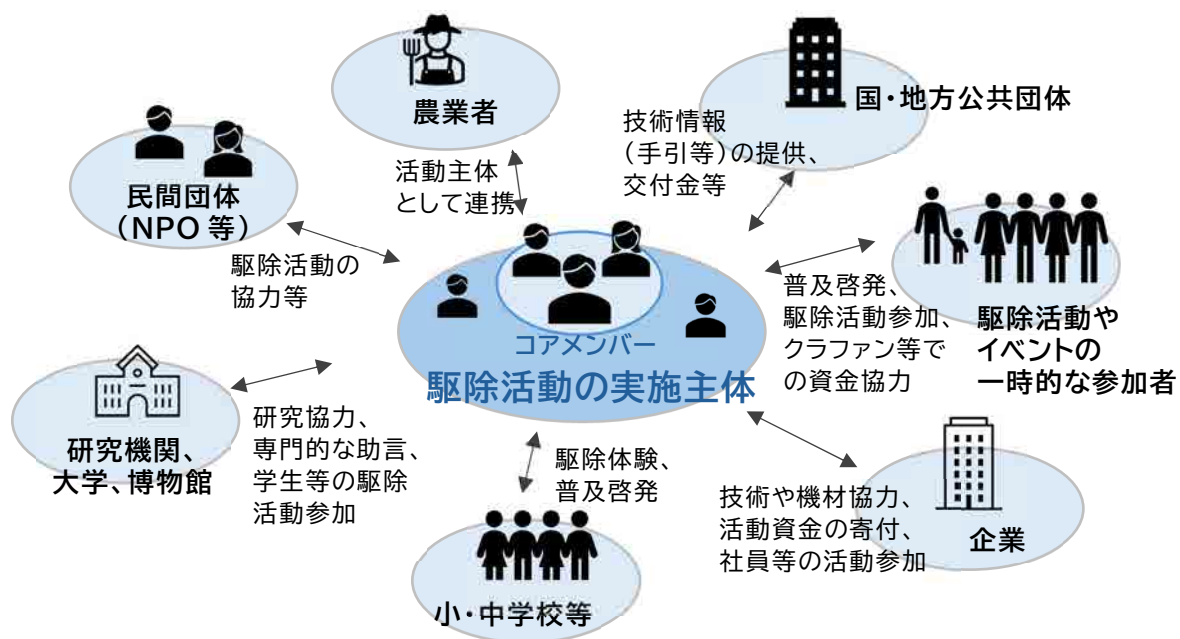 農業者
国・地方公共団体
技術情報
（手引等）の提供、
交付金等
活動主体
として連携
民間団体
（NPO 等）
駆除活動の
協力等
普及啓発、
駆除活動参加、
クラファン等で
の資金協力
駆除活動や
イベントの
一時的な参加者
コアメンバー
駆除活動の実施主体
研究機関、
大学、博物館
研究協力、
専門的な助言、
学生等の駆除
活動参加
駆除体験、
普及啓発
小・中学校等
技術や機材協力、
活動資金の寄付、
社員等の活動参加
企業